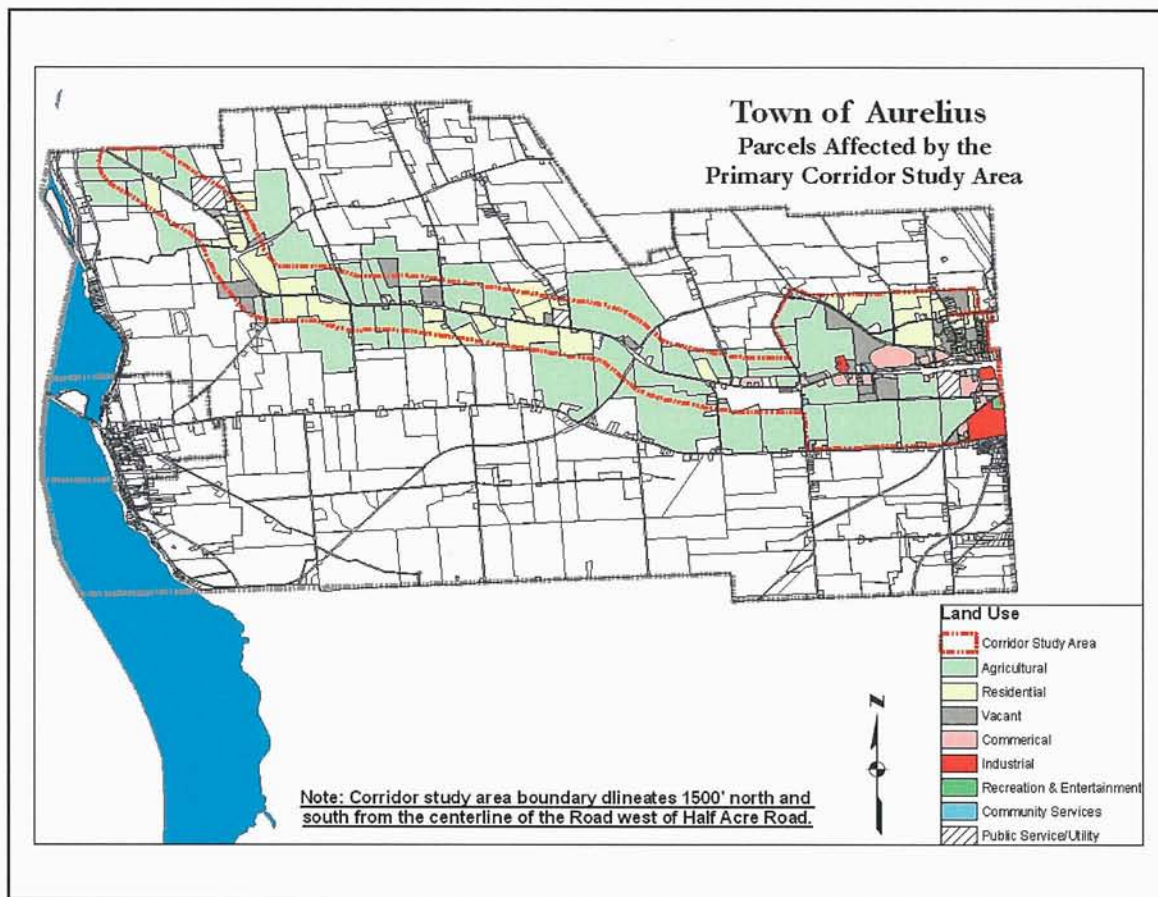 Town of Aurelius
Parcels Affected by the
Primary Corridor Study Area
Land Use
Corridor Study Area
Agricultural
Residential
Vacant
Commerical
Industrial
Recreation & Entertainment
Community Services
Public Service/Utility
N
Note: Corridor study area boundary dlineates 1500' north and
south from the centerline of the Road west of Half Acre Road.